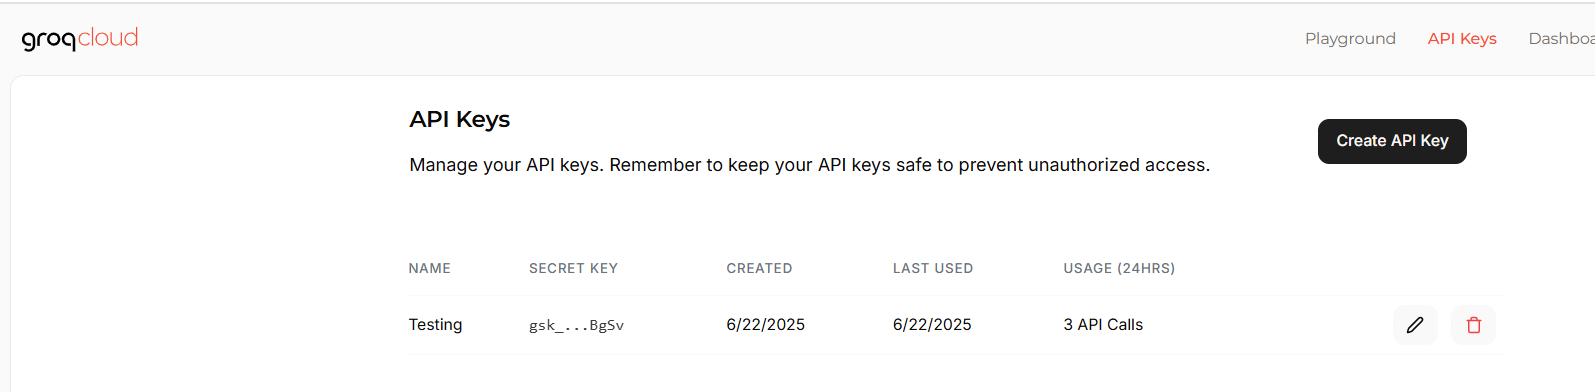 groqcloud
Playground API Keys Dashboa
API Keys
Create API Key
Manage your API keys. Remember to keep your API keys safe to prevent unauthorized access.
NAME SECRET KEY CREATED LAST USED USAGE (24HRS)
Testing gsk_...BgSv 6/22/2025 6/22/2025 3 API Calls